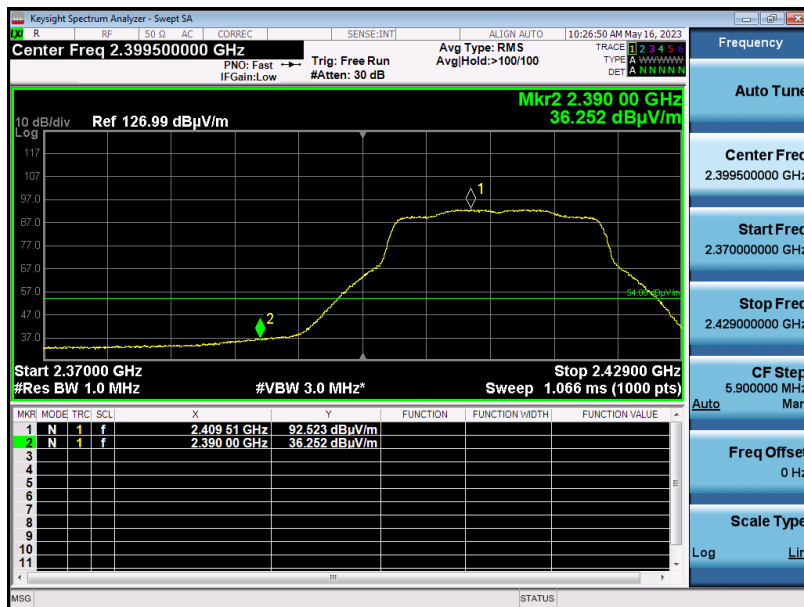 Keysight Spectrum Analyzer - Swept SA
LXI R RF 50 Ω AC CORREC SENSE:INT ALIGN AUTO 10:26:50 AM May 16, 2023
Center Freq 2.399500000 GHz
PNO: Fast
IFGain:Low
Trig: Free Run
#Atten: 30 dB
Avg Type: RMS
Avg|Hold:>100/100
TRACE 1 2 3 4 5 6
TYPE A WWWWW
DET A N N N N N
Mkr2 2.390 00 GHz
36.252 dBµV/m
10 dB/div Ref 126.99 dBµV/m
Log
117
107
97.0
87.0
77.0
67.0
57.0
47.0
37.0
1
2
54.00 dBµV/m
Start 2.37000 GHz Stop 2.42900 GHz
#Res BW 1.0 MHz #VBW 3.0 MHz* Sweep 1.066 ms (1000 pts)
MKR MODE TRC SCL X Y FUNCTION FUNCTION WIDTH FUNCTION VALUE
1 N 1 f 2.409 51 GHz 92.523 dBµV/m
2 N 1 f 2.390 00 GHz 36.252 dBµV/m
3
4
5
6
7
8
9
10
11
MSG STATUS
Frequency
Auto Tune
Center Freq
2.399500000 GHz
Start Freq
2.370000000 GHz
Stop Freq
2.429000000 GHz
CF Step
5.900000 MHz
Auto Man
Freq Offset
0 Hz
Scale Type
Log Lin